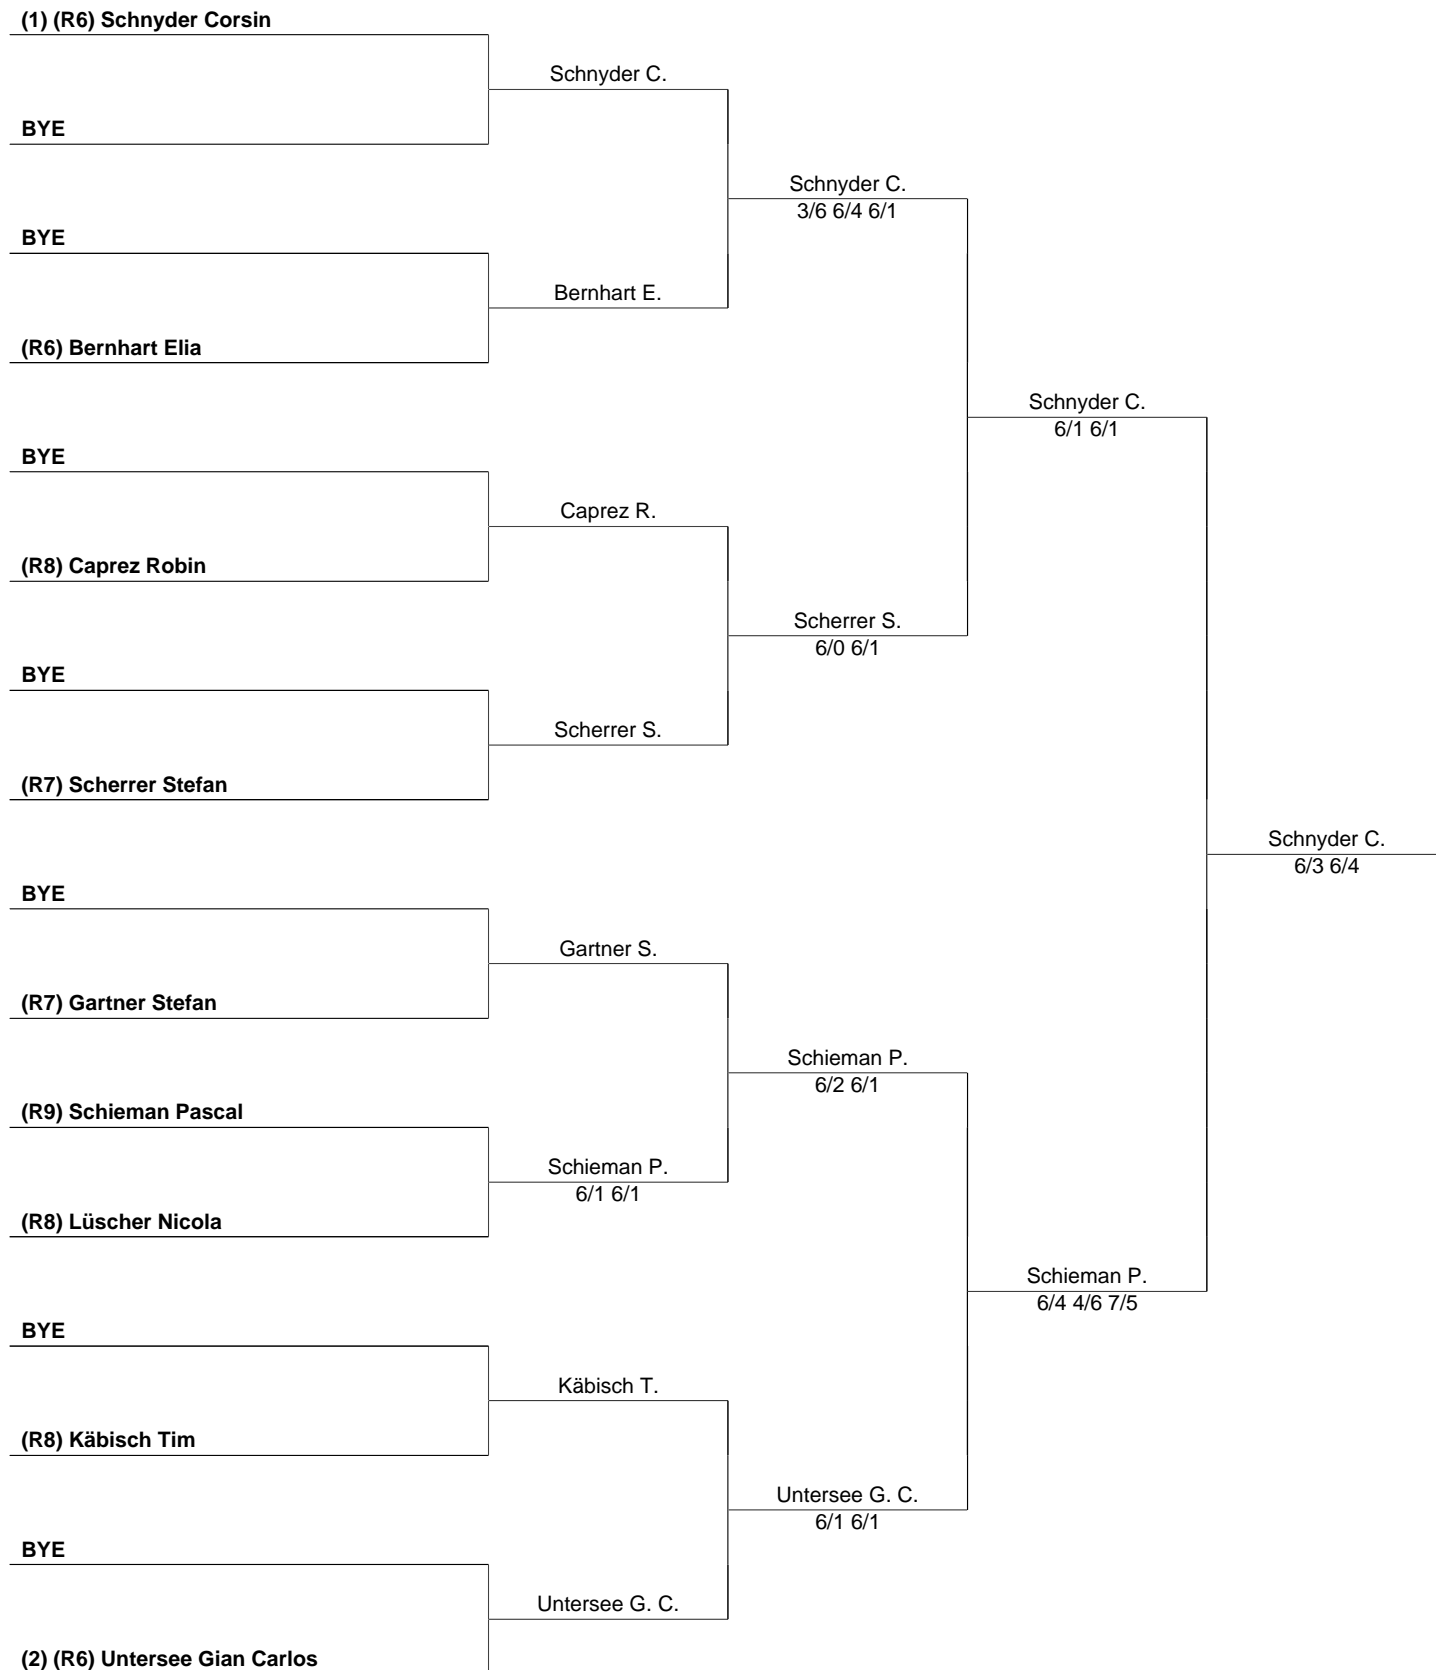 (1) (R6) Schnyder Corsin
Schnyder C.
BYE
Schnyder C.
3/6 6/4 6/1
BYE
Bernhart E.
(R6) Bernhart Elia
Schnyder C.
6/1 6/1
BYE
Caprez R.
(R8) Caprez Robin
Scherrer S.
6/0 6/1
BYE
Scherrer S.
(R7) Scherrer Stefan
Schnyder C.
6/3 6/4
BYE
Gartner S.
(R7) Gartner Stefan
Schieman P.
6/2 6/1
(R9) Schieman Pascal
Schieman P.
6/1 6/1
(R8) Lüscher Nicola
Schieman P.
6/4 4/6 7/5
BYE
Käbisch T.
(R8) Käbisch Tim
Untersee G. C.
6/1 6/1
BYE
Untersee G. C.
(2) (R6) Untersee Gian Carlos